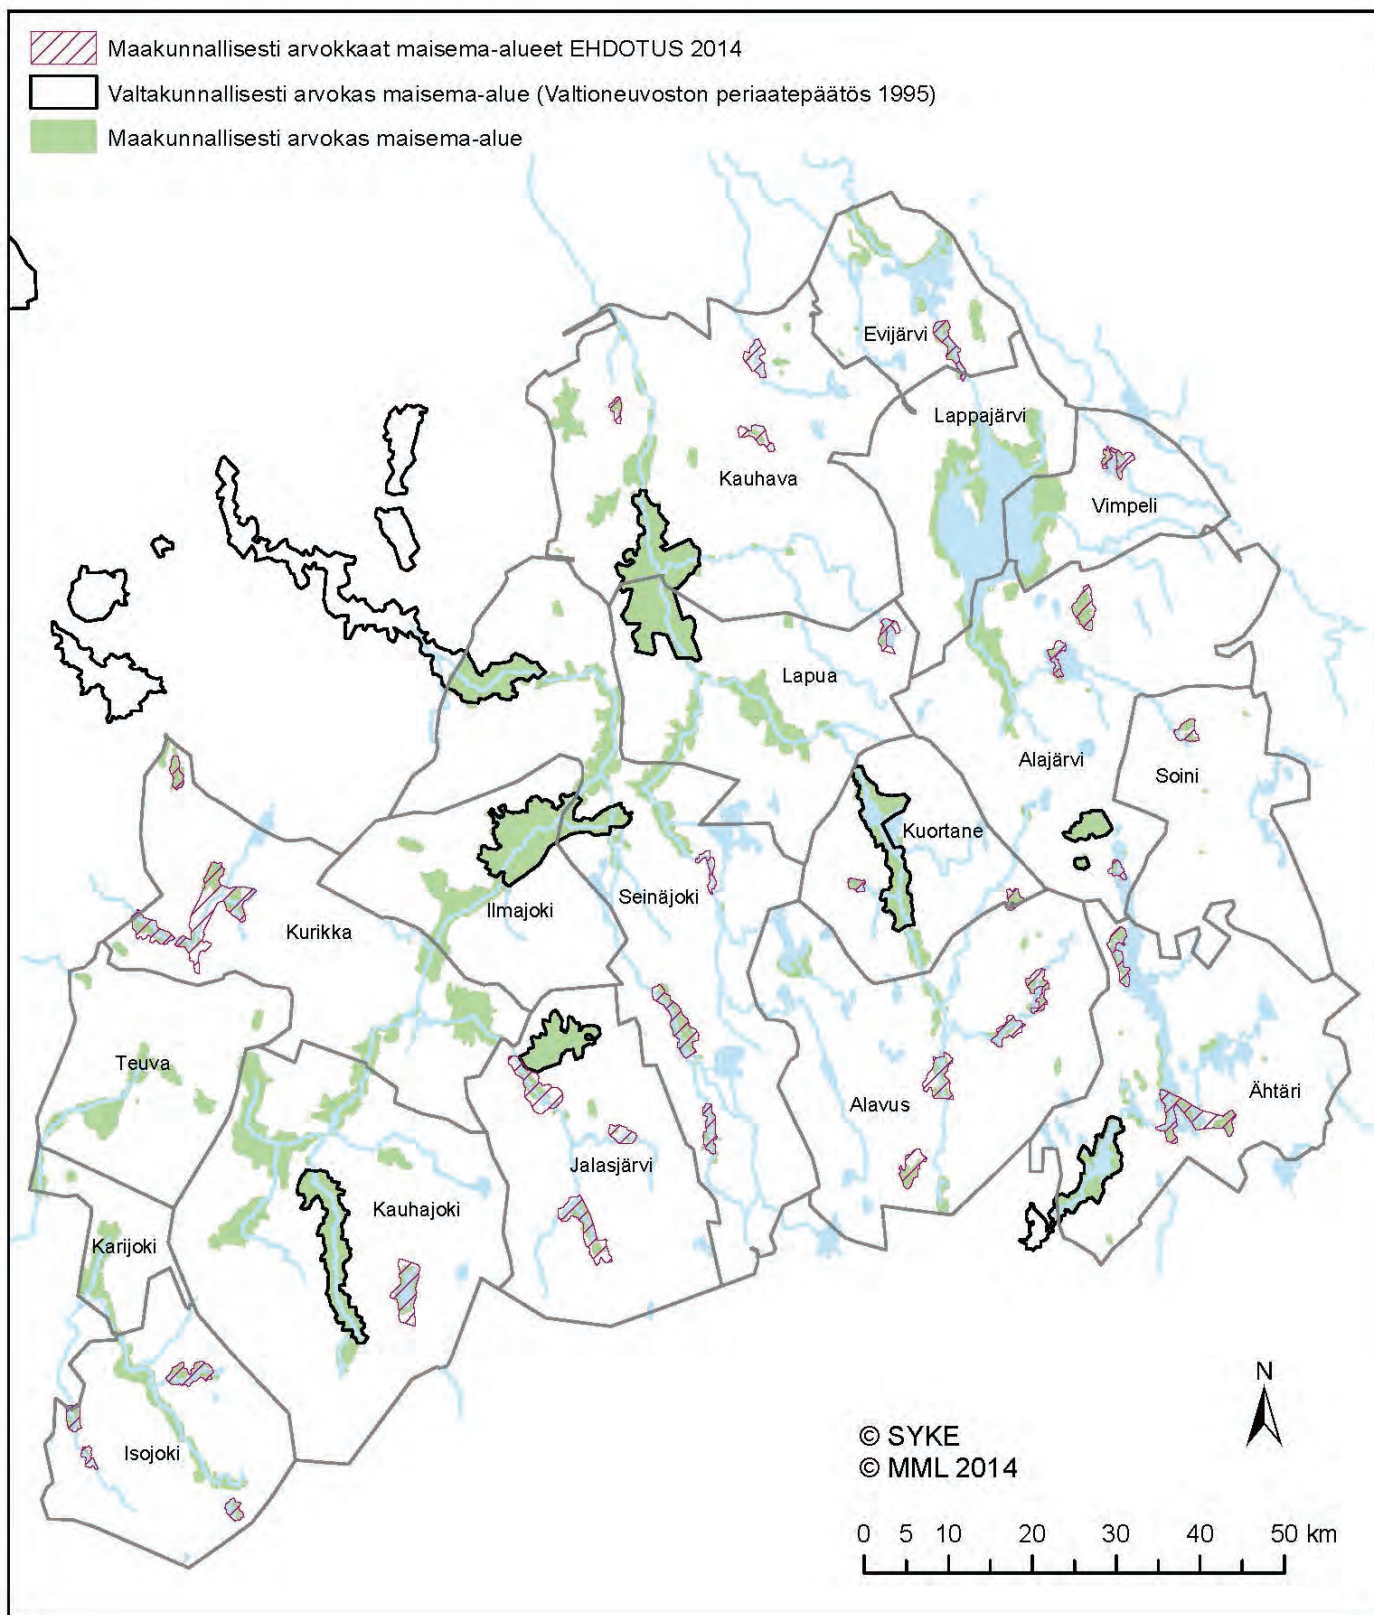 Maakunnallisesti arvokkaat maisema-alueet EHDOTUS 2014
Valtakunnallisesti arvokas maisema-alue (Valtioneuvoston periaatepäätös 1995)
Maakunnallisesti arvokas maisema-alue
Evijärvi
Lappajärvi
Kauhava
Vimpeli
Lapua
Alajärvi
Soini
Kuortane
Seinäjoki
Ilmajoki
Kurikka
Teuva
Alavus
Ähtäri
Jalasjärvi
Kauhajoki
Karijoki
Isojoki
N
© SYKE
© MML 2014
0 5 10 20 30 40 50 km